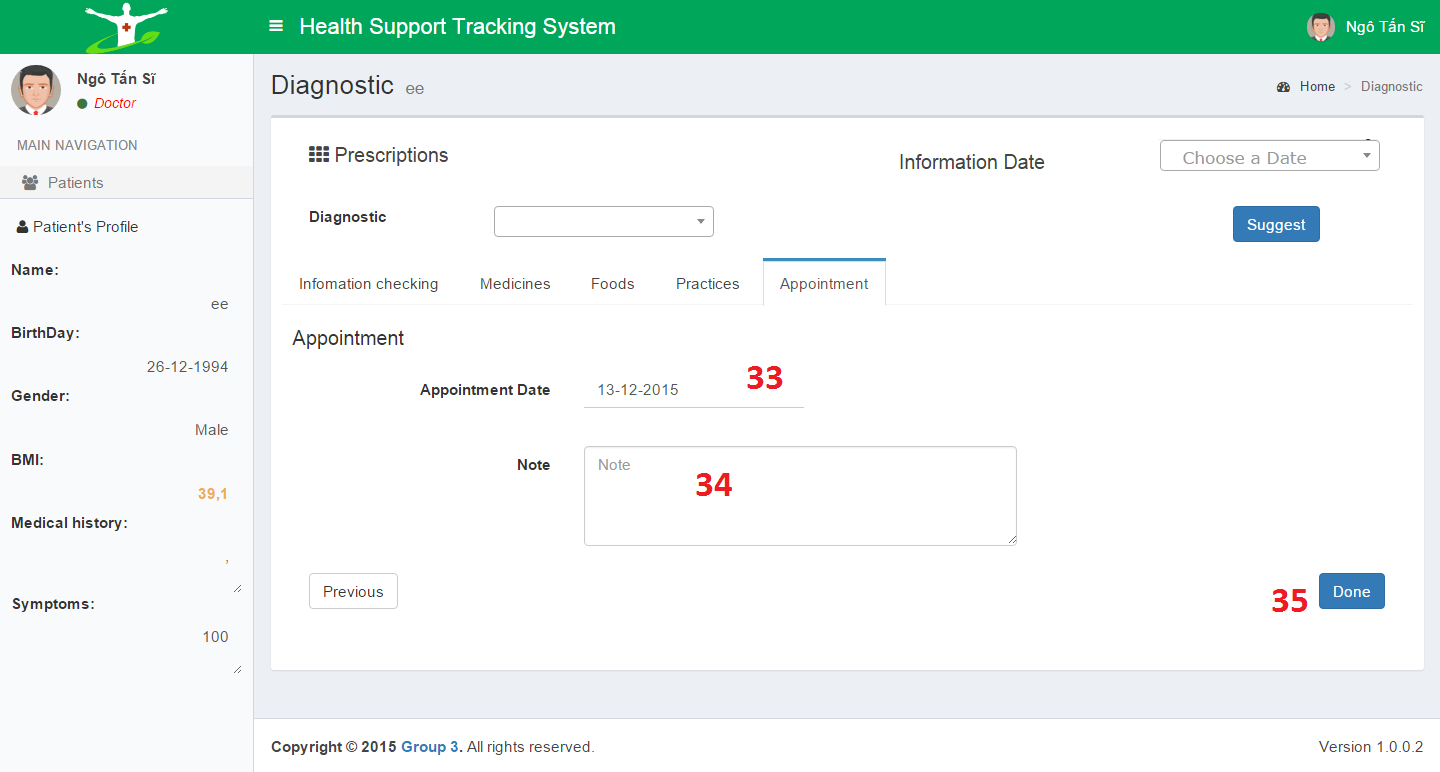 Health Support Tracking System
Ngô Tấn Sĩ
Ngô Tấn Sĩ
Doctor
MAIN NAVIGATION
Patients
Patient's Profile
Name:
ee
BirthDay:
26-12-1994
Gender:
Male
BMI:
39,1
Medical history:
,
Symptoms:
100
Diagnostic ee
Home > Diagnostic
Prescriptions
Information Date
Choose a Date
Diagnostic
Suggest
Infomation checking
Medicines
Foods
Practices
Appointment
Appointment
Appointment Date
13-12-2015
33
Note
Note
34
Previous
35
Done
Copyright © 2015 Group 3. All rights reserved.
Version 1.0.0.2